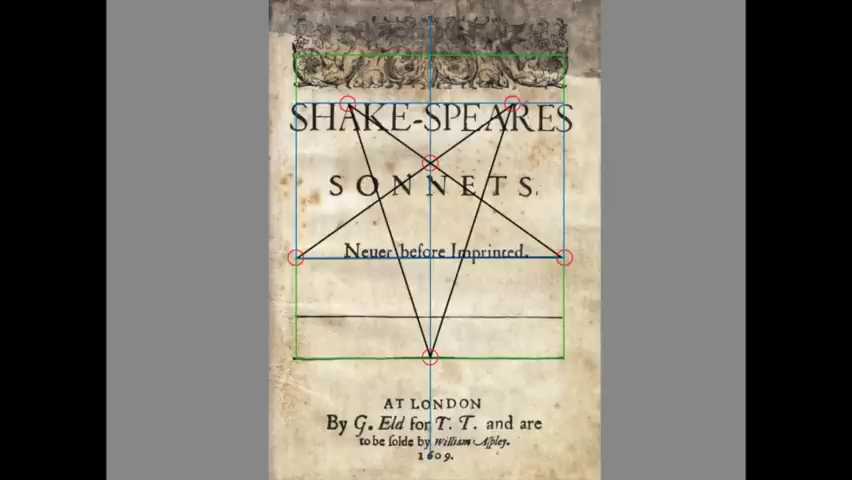 SHAKE-SPEARES
SONNETS.
Neuer before Imprinted.
AT LONDON
By G. Eld for T. T. and are
to be ſolde by William Aſpley.
1609.